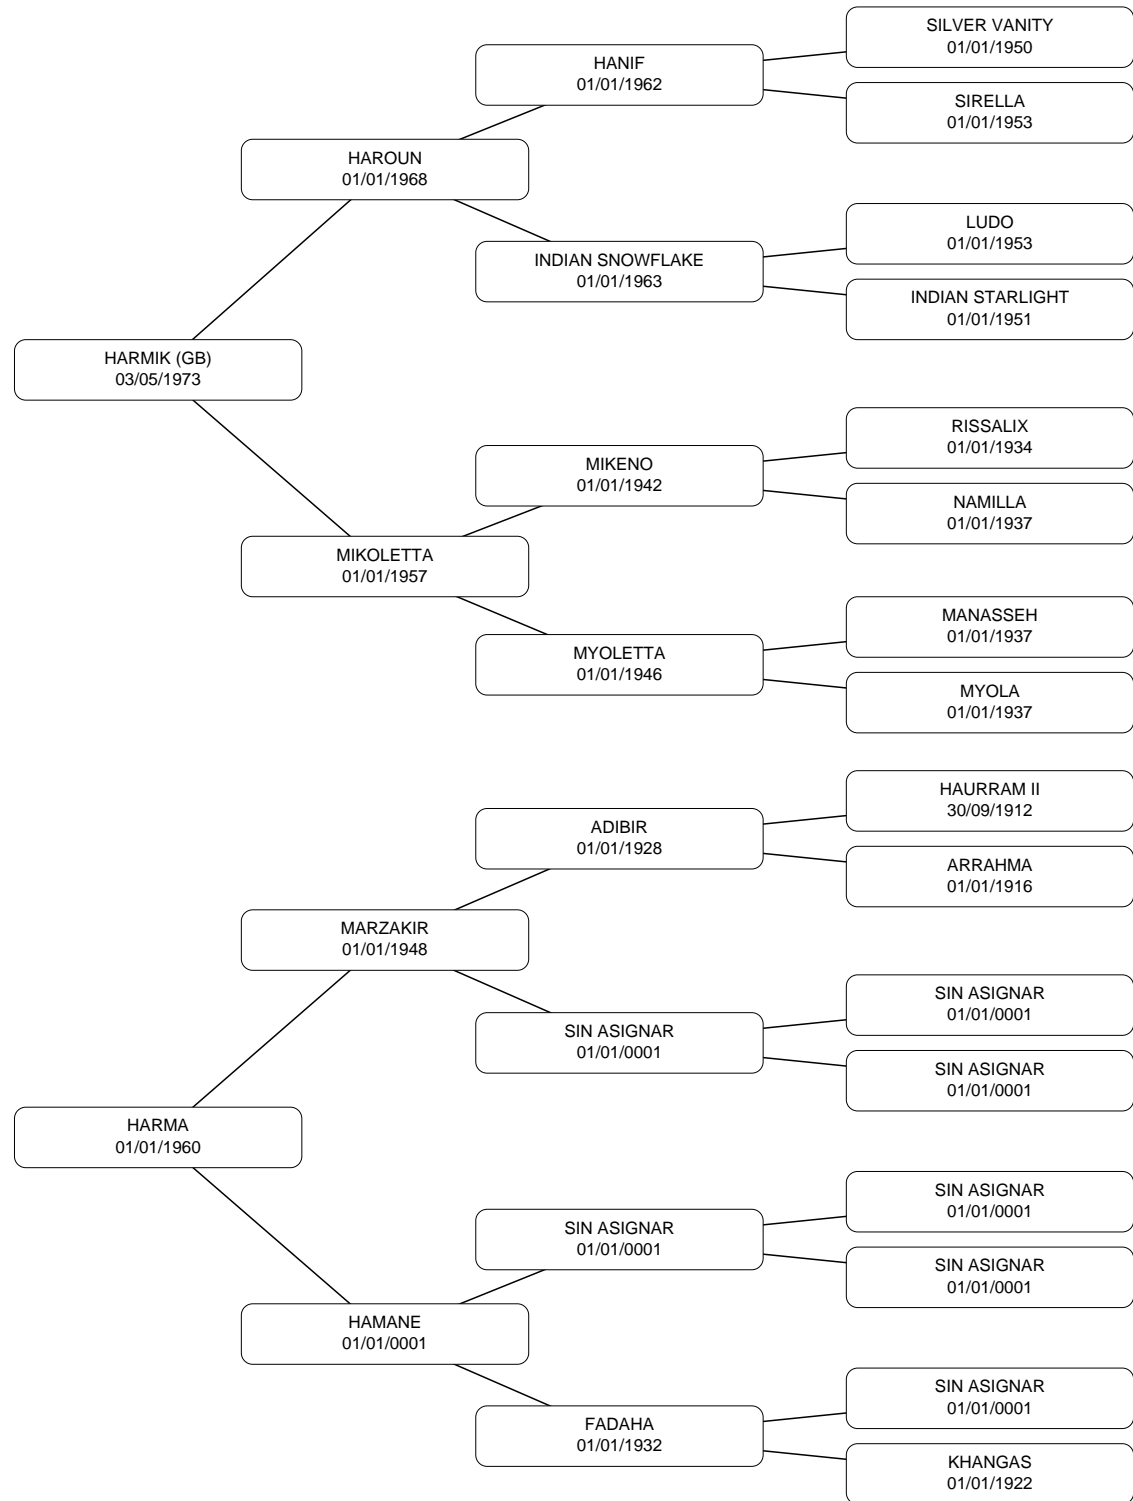 SILVER VANITY
01/01/1950
HANIF
01/01/1962
SIRELLA
01/01/1953
HAROUN
01/01/1968
LUDO
01/01/1953
INDIAN SNOWFLAKE
01/01/1963
INDIAN STARLIGHT
01/01/1951
HARMIK (GB)
03/05/1973
RISSALIX
01/01/1934
MIKENO
01/01/1942
NAMILLA
01/01/1937
MIKOLETTA
01/01/1957
MANASSEH
01/01/1937
MYOLETTA
01/01/1946
MYOLA
01/01/1937
HAURRAM II
30/09/1912
ADIBIR
01/01/1928
ARRAHMA
01/01/1916
MARZAKIR
01/01/1948
SIN ASIGNAR
01/01/0001
SIN ASIGNAR
01/01/0001
SIN ASIGNAR
01/01/0001
HARMA
01/01/1960
SIN ASIGNAR
01/01/0001
SIN ASIGNAR
01/01/0001
SIN ASIGNAR
01/01/0001
HAMANE
01/01/0001
SIN ASIGNAR
01/01/0001
FADAHA
01/01/1932
KHANGAS
01/01/1922